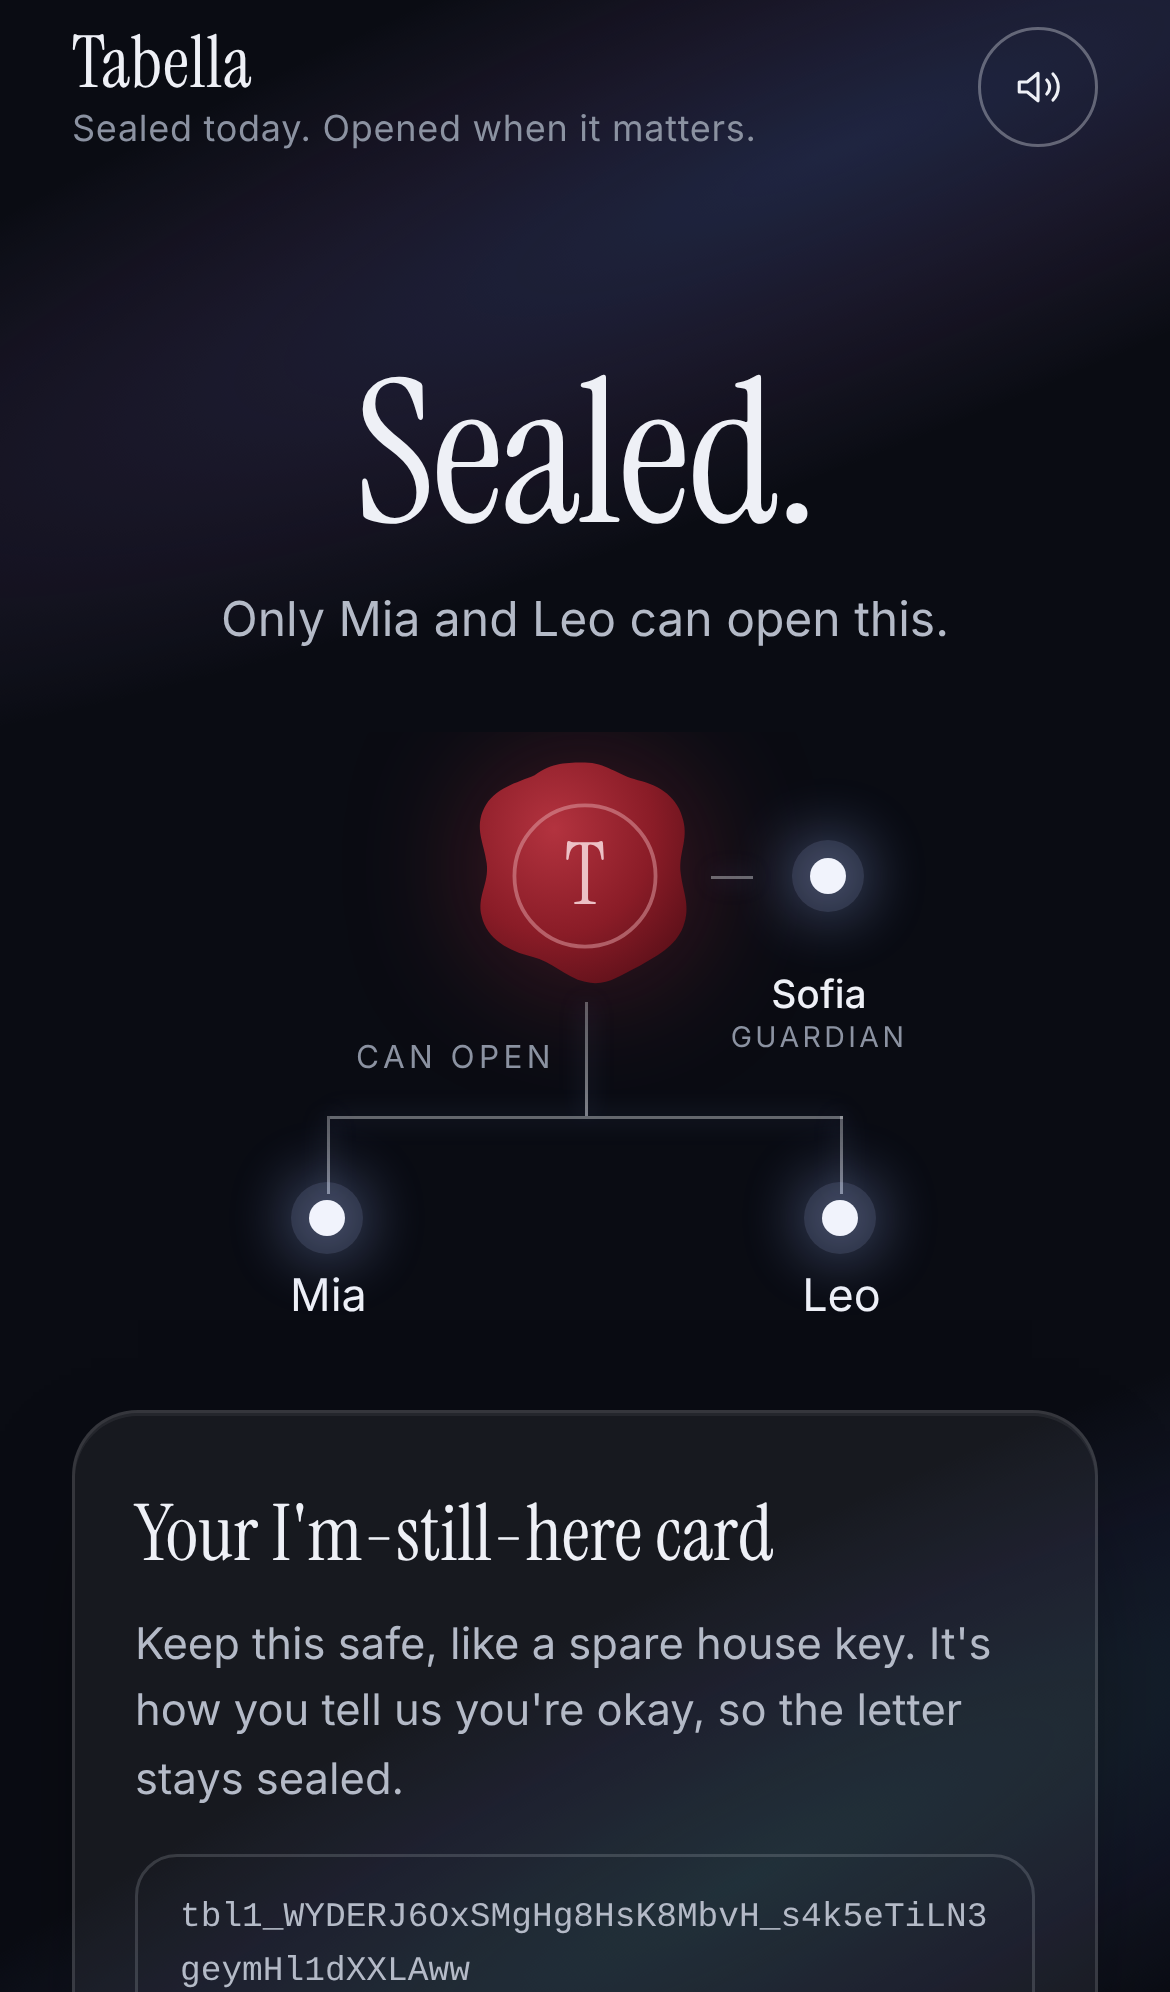 Tabella
Sealed today. Opened when it matters.
Sealed.
Only Mia and Leo can open this.
T
Sofia
GUARDIAN
CAN OPEN
Mia
Leo
Your I'm-still-here card
Keep this safe, like a spare house key. It's
how you tell us you're okay, so the letter
stays sealed.
tbl1_WYDERJ6OxSMgHg8HsK8MbvH_s4k5eTiLN3
geymHl1dXXLAww